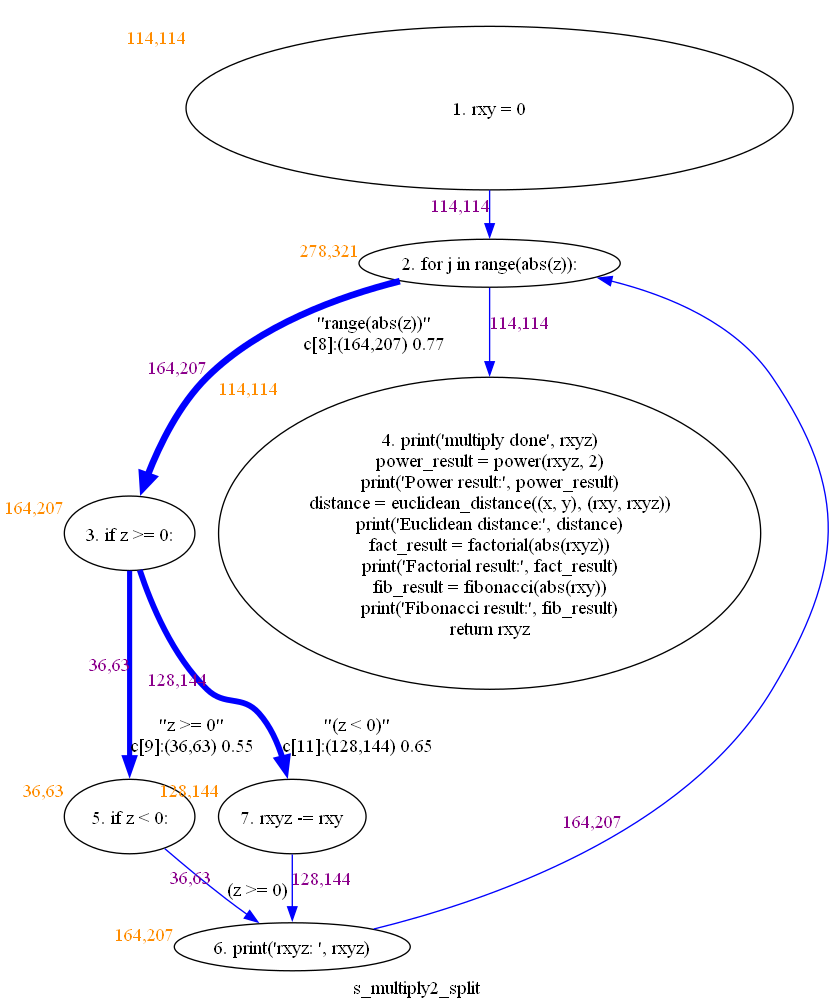 114,114
1. rxy = 0
114,114
278,321
2. for j in range(abs(z)):
"range(abs(z))"
c[8]:(164,207) 0.77
114,114
164,207
114,114
4. print('multiply done', rxyz)
power_result = power(rxyz, 2)
print('Power result:', power_result)
distance = euclidean_distance((x, y), (rxy, rxyz))
print('Euclidean distance:', distance)
fact_result = factorial(abs(rxyz))
print('Factorial result:', fact_result)
fib_result = fibonacci(abs(rxy))
print('Fibonacci result:', fib_result)
return rxyz
164,207
3. if z >= 0:
36,63
128,144
"z >= 0"
c[9]:(36,63) 0.55
"(z < 0)"
c[11]:(128,144) 0.65
36,63
128,144
5. if z < 0:
7. rxyz -= rxy
164,207
36,63
(z >= 0)
128,144
164,207
6. print('rxyz: ', rxyz)
s_multiply2_split